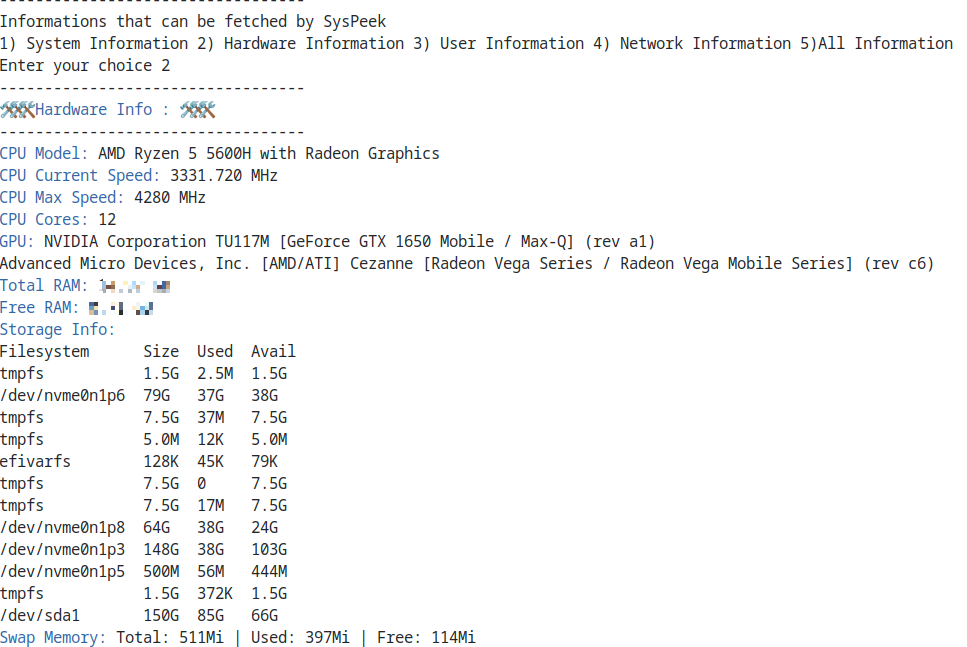 ---------------------------------
Informations that can be fetched by SysPeek
1) System Information 2) Hardware Information 3) User Information 4) Network Information 5)All Information
Enter your choice 2
---------------------------------
🛠🛠Hardware Info : 🛠🛠
---------------------------------
CPU Model: AMD Ryzen 5 5600H with Radeon Graphics
CPU Current Speed: 3331.720 MHz
CPU Max Speed: 4280 MHz
CPU Cores: 12
GPU: NVIDIA Corporation TU117M [GeForce GTX 1650 Mobile / Max-Q] (rev a1)
Advanced Micro Devices, Inc. [AMD/ATI] Cezanne [Radeon Vega Series / Radeon Vega Mobile Series] (rev c6)
Total RAM:
Free RAM:
Storage Info:
Filesystem      Size  Used  Avail
tmpfs           1.5G  2.5M  1.5G
/dev/nvme0n1p6  79G   37G   38G
tmpfs           7.5G  37M   7.5G
tmpfs           5.0M  12K   5.0M
efivarfs        128K  45K   79K
tmpfs           7.5G  0     7.5G
tmpfs           7.5G  17M   7.5G
/dev/nvme0n1p8  64G   38G   24G
/dev/nvme0n1p3  148G  38G   103G
/dev/nvme0n1p5  500M  56M   444M
tmpfs           1.5G  372K  1.5G
/dev/sda1       150G  85G   66G
Swap Memory: Total: 511Mi | Used: 397Mi | Free: 114Mi